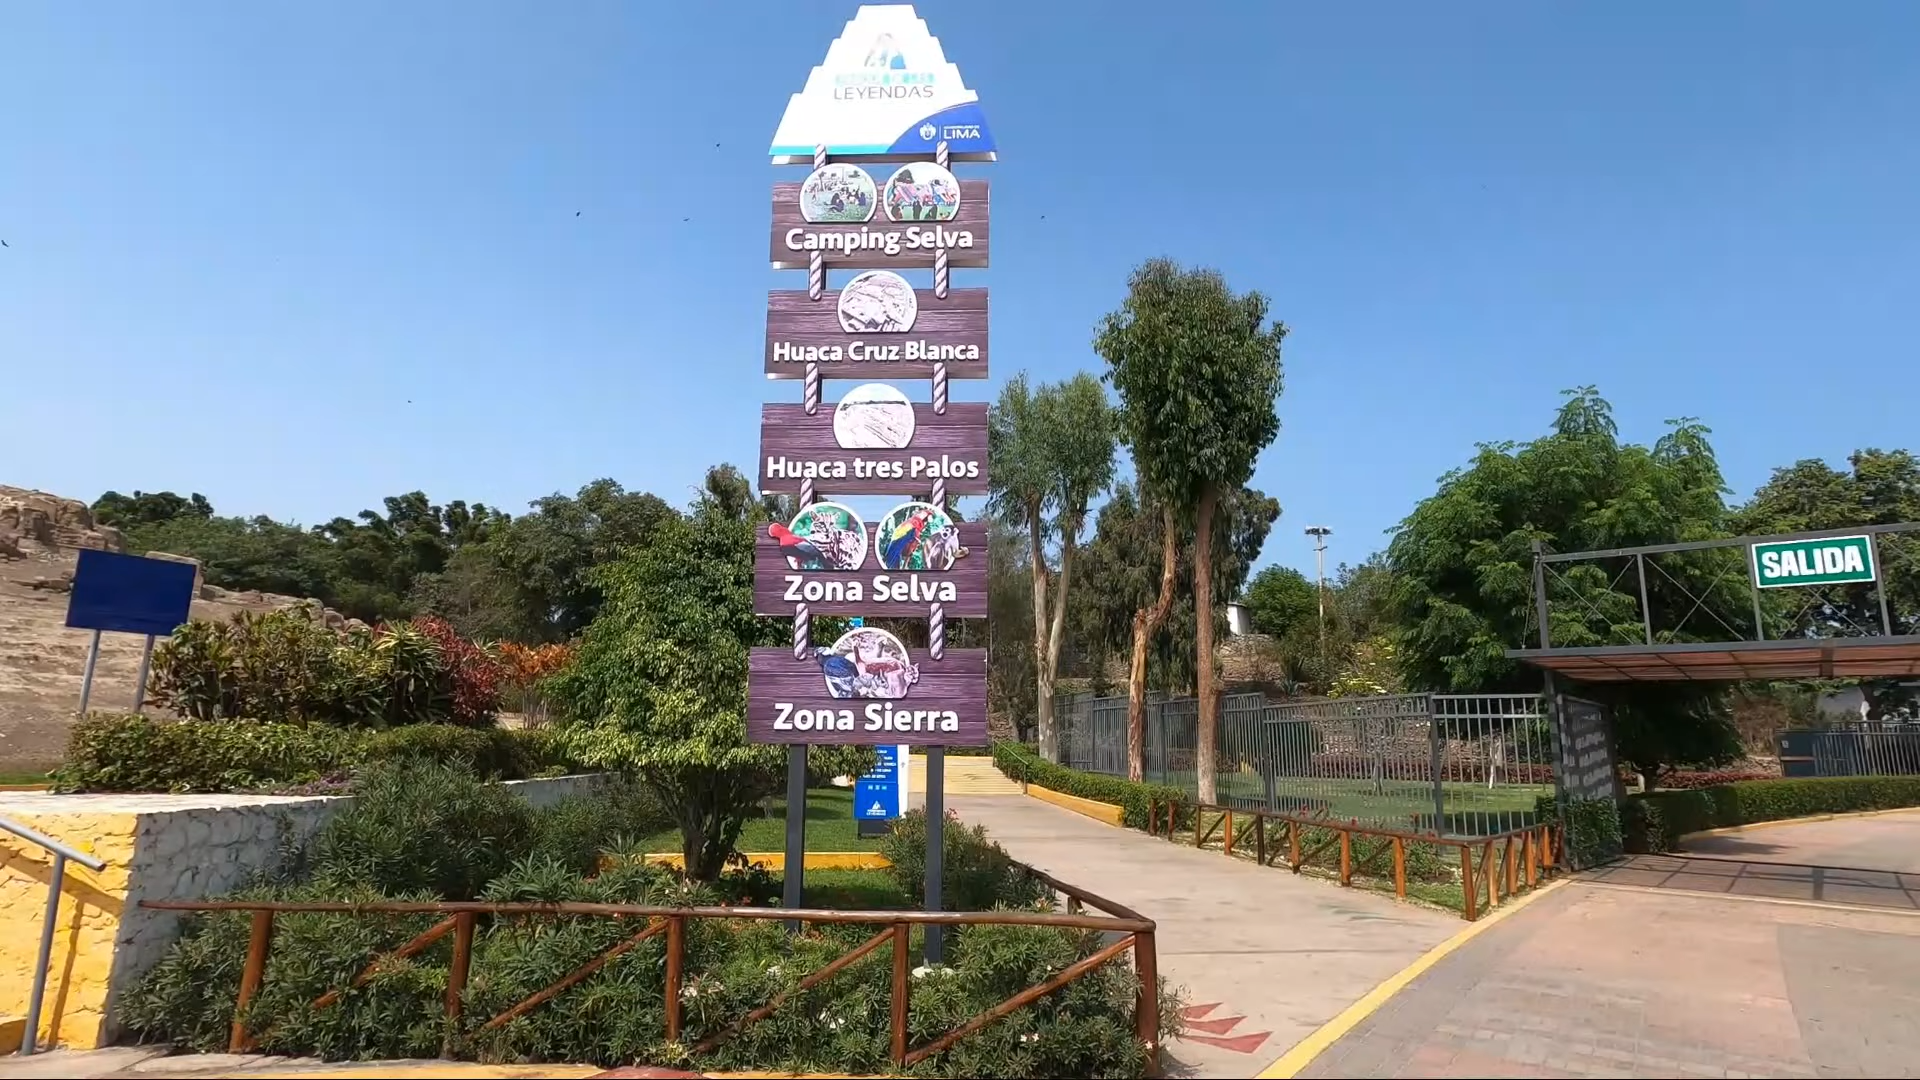 LEYENDAS
LIMA
Camping Selva
Huaca Cruz Blanca
Huaca tres Palos
Zona Selva
Zona Sierra
SALIDA